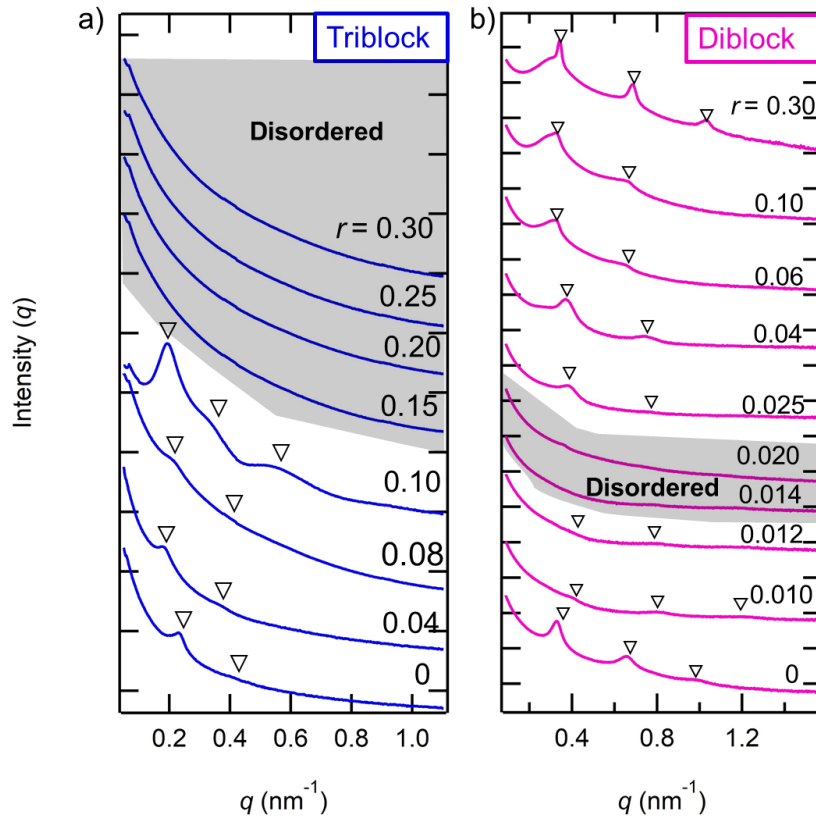 a)
Triblock
Disordered
r = 0.30
0.25
0.20
0.15
0.10
0.08
0.04
0
0.2
0.4
0.6
0.8
1.0
q (nm⁻¹)
Intensity (q)
b)
Diblock
r = 0.30
0.10
0.06
0.04
0.025
0.020
Disordered
0.014
0.012
0.010
0
0.4
0.8
1.2
q (nm⁻¹)